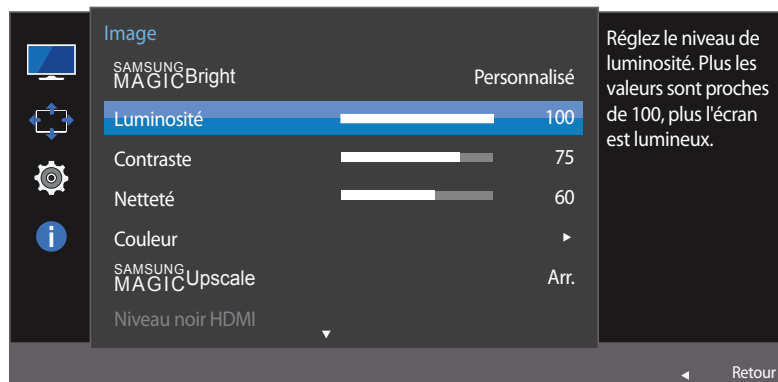 Image
SAMSUNG MAGIC Bright Personnalisé
Luminosité 100
Contraste 75
Netteté 60
Couleur
SAMSUNG MAGIC Upscale Arr.
Niveau noir HDMI
Réglez le niveau de
luminosité. Plus les
valeurs sont proches
de 100, plus l'écran
est lumineux.
Retour